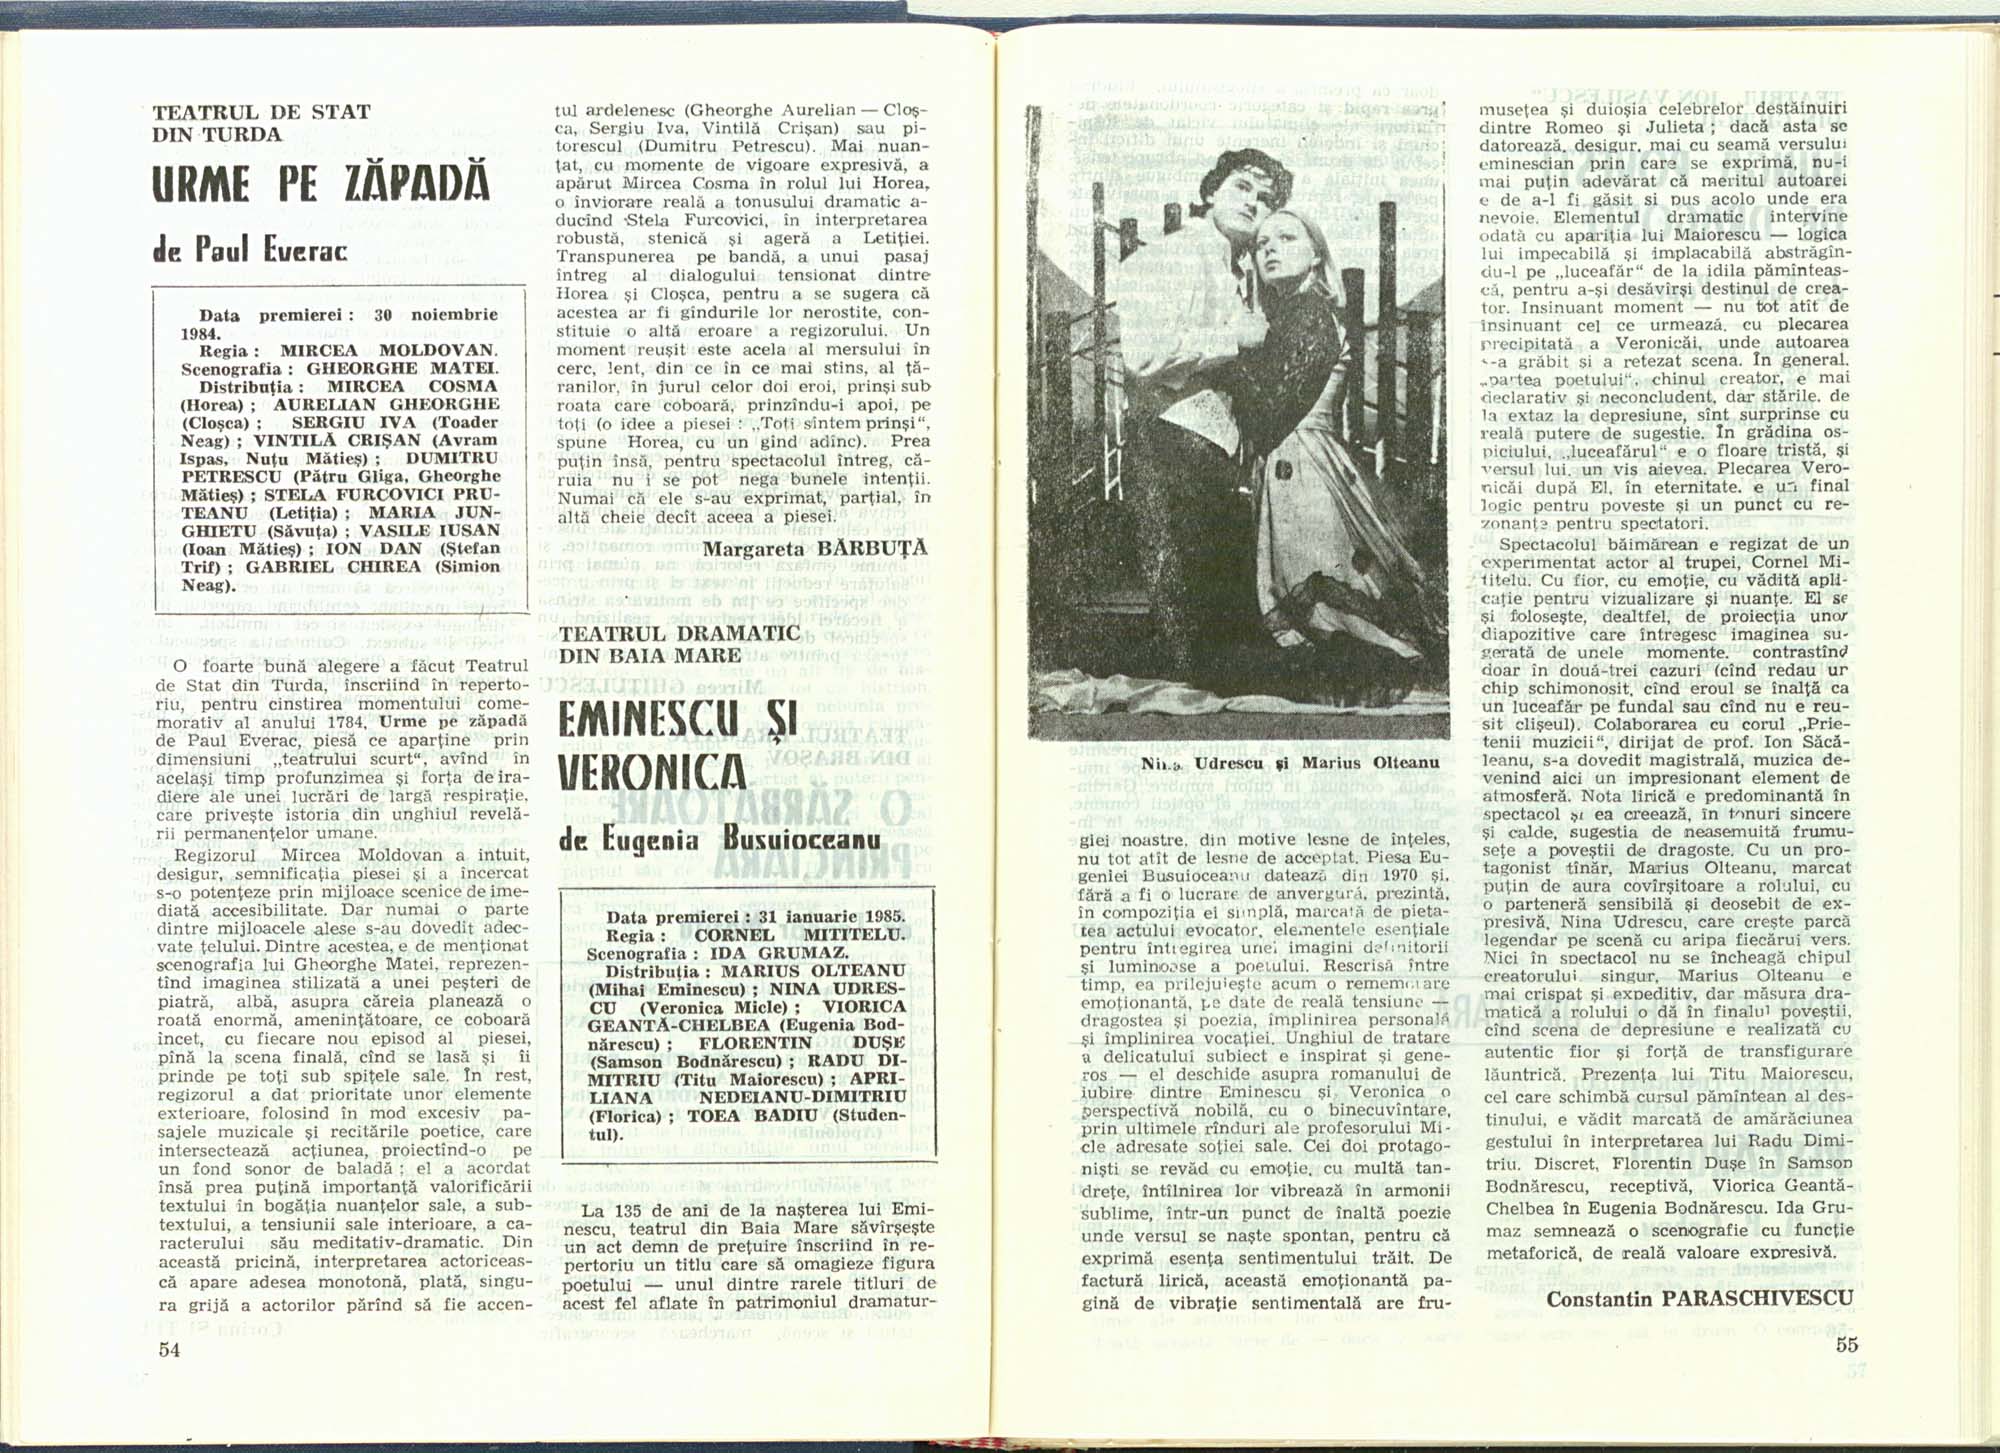 TEATRUL DE STAT
DIN TURDA
URME PE ZĂPADĂ
de Paul Everac
Data premierei : 30 noiembrie
1984.
Regia : MIRCEA MOLDOVAN.
Scenografia : GHEORGHE MATEI.
Distribuția : MIRCEA COSMA
(Horea) ; AURELIAN GHEORGHE
(Cloșca) ; SERGIU IVA (Toader
Neag) ; VINTILĂ CRIȘAN (Avram
Ispas, Nuțu Mătieș) ; DUMITRU
PETRESCU (Pătru Gliga, Gheorghe
Mătieș) ; STELA FURCOVICI PRU-
TEANU (Letiția) ; MARIA JUN-
GHIETU (Săvuța) ; VASILE IUSAN
(Ioan Mătieș) ; ION DAN (Ștefan
Trif) ; GABRIEL CHIREA (Simion
Neag).
O foarte bună alegere a făcut Teatrul
de Stat din Turda, înscriind în reperto-
riu, pentru cinstirea momentului come-
morativ al anului 1784, Urme pe zăpadă
de Paul Everac, piesă ce aparține prin
dimensiuni „teatrului scurt“, avînd în
același timp profunzimea și forța de ira-
diere ale unei lucrări de largă respirație,
care privește istoria din unghiul revelă-
rii permanențelor umane.
Regizorul Mircea Moldovan a intuit,
desigur, semnificația piesei și a încercat
s-o potențeze prin mijloace scenice de ime-
diată accesibilitate. Dar numai o parte
dintre mijloacele alese s-au dovedit adec-
vate țelului. Dintre acestea, e de menționat
scenografia lui Gheorghe Matei, reprezen-
tînd imaginea stilizată a unei peșteri de
piatră, albă, asupra căreia planează o
roată enormă, amenințătoare, ce coboară
încet, cu fiecare nou episod al piesei,
pînă la scena finală, cînd se lasă și îi
prinde pe toți sub spițele sale. În rest,
regizorul a dat prioritate unor elemente
exterioare, folosind în mod excesiv pa-
sajele muzicale și recitările poetice, care
intersectează acțiunea, proiectînd-o pe
un fond sonor de baladă ; el a acordat
însă prea puțină importanță valorificării
textului în bogăția nuanțelor sale, a sub-
textului, a tensiunii sale interioare, a ca-
racterului său meditativ-dramatic. Din
această pricină, interpretarea actoriceas-
că apare adesea monotonă, plată, singu-
ra grijă a actorilor părînd să fie accen-
54
tul ardelenesc (Gheorghe Aurelian — Cloș-
ca, Sergiu Iva, Vintilă Crișan) sau pi-
torescul (Dumitru Petrescu). Mai nuan-
țat, cu momente de vigoare expresivă, a
apărut Mircea Cosma în rolul lui Horea,
o înviorare reală a tonusului dramatic a-
ducînd Stela Furcovici, în interpretarea
robustă, stenică și ageră a Letiției.
Transpunerea pe bandă, a unui pasaj
întreg al dialogului tensionat dintre
Horea și Cloșca, pentru a se sugera că
acestea ar fi gîndurile lor nerostite, con-
stituie o altă eroare a regizorului. Un
moment reușit este acela al mersului în
cerc, lent, din ce în ce mai stins, al ță-
ranilor, în jurul celor doi eroi, prinși sub
roata care coboară, prinzîndu-i apoi, pe
toți (o idee a piesei : „Toți sîntem prinși“,
spune Horea, cu un gînd adînc). Prea
puțin însă, pentru spectacolul întreg, că-
ruia nu i se pot nega bunele intenții.
Numai că ele s-au exprimat, parțial, în
altă cheie decît aceea a piesei.
Margareta BĂRBUȚĂ
TEATRUL DRAMATIC
DIN BAIA MARE
EMINESCU ȘI
VERONICA
de Eugenia Busuioceanu
Data premierei : 31 ianuarie 1985.
Regia : CORNEL MITITELU.
Scenografia : IDA GRUMAZ.
Distribuția : MARIUS OLTEANU
(Mihai Eminescu) ; NINA UDRES-
CU (Veronica Micle) ; VIORICA
GEANTĂ-CHELBEA (Eugenia Bod-
nărescu) ; FLORENTIN DUȘE
(Samson Bodnărescu) ; RADU DI-
MITRIU (Titu Maiorescu) ; APRI-
LIANA NEDEIANU-DIMITRIU
(Florica) ; TOEA BADIU (Studen-
tul).
La 135 de ani de la nașterea lui Emi-
nescu, teatrul din Baia Mare săvîrșește
un act demn de prețuire înscriind în re-
pertoriu un titlu care să omagieze figura
poetului — unul dintre rarele titluri de
acest fel aflate în patrimoniul dramatur-
Nina Udrescu și Marius Olteanu
giei noastre, din motive lesne de înțeles,
nu tot atît de lesne de acceptat. Piesa Eu-
geniei Busuioceanu datează din 1970 și,
fără a fi o lucrare de anvergură, prezintă,
în compoziția ei simplă, marcată de pieta-
tea actului evocator, elementele esențiale
pentru întregirea unei imagini definitorii
și luminoase a poetului. Rescrisă între
timp, ea prilejuiește acum o rememorare
emoționantă, pe date de reală tensiune —
dragostea și poezia, împlinirea personală
și împlinirea vocației. Unghiul de tratare
a delicatului subiect e inspirat și gene-
ros — el deschide asupra romanului de
iubire dintre Eminescu și Veronica o
perspectivă nobilă, cu o binecuvîntare,
prin ultimele rînduri ale profesorului Mi-
cle adresate soției sale. Cei doi protago-
niști se revăd cu emoție, cu multă tan-
drețe, întîlnirea lor vibrează în armonii
sublime, într-un punct de înaltă poezie
unde versul se naște spontan, pentru că
exprimă esența sentimentului trăit. De
factură lirică, această emoționantă pa-
gină de vibrație sentimentală are fru-
musețea și duioșia celebrelor destăinuiri
dintre Romeo și Julieta ; dacă asta se
datorează, desigur, mai cu seamă versului
eminescian prin care se exprimă, nu-i
mai puțin adevărat că meritul autoarei
e de a-l fi găsit și pus acolo unde era
nevoie. Elementul dramatic intervine
odată cu apariția lui Maiorescu — logica
lui impecabilă și implacabilă abstrăgîn-
du-l pe „luceafăr“ de la idila pămînteas-
că, pentru a-și desăvîrși destinul de crea-
tor. Insinuant moment — nu tot atît de
insinuant cel ce urmează, cu plecarea
precipitată a Veronicăi, unde autoarea
s-a grăbit și a retezat scena. În general,
„partea poetului“, chinul creator, e mai
declarativ și neconcludent, dar stările, de
la extaz la depresiune, sînt surprinse cu
reală putere de sugestie. În grădina os-
piciului, „luceafărul“ e o floare tristă, și
versul lui, un vis aievea. Plecarea Vero-
nicăi după El, în eternitate, e un final
logic pentru poveste și un punct cu re-
zonanță pentru spectatori.
Spectacolul băimărean e regizat de un
experimentat actor al trupei, Cornel Mi-
titelu. Cu fior, cu emoție, cu vădită apli-
cație pentru vizualizare și nuanțe. El se
și folosește, dealtfel, de proiecția unor
diapozitive care întregesc imaginea su-
gerată de unele momente, contrastînd
doar în două-trei cazuri (cînd redau un
chip schimonosit, cînd eroul se înalță ca
un luceafăr pe fundal sau cînd nu e reu-
sit clișeul). Colaborarea cu corul „Prie-
tenii muzicii“, dirijat de prof. Ion Săcă-
leanu, s-a dovedit magistrală, muzica de-
venind aici un impresionant element de
atmosferă. Nota lirică e predominantă în
spectacol și ea creează, în tonuri sincere
și calde, sugestia de neasemuită frumu-
sețe a poveștii de dragoste. Cu un pro-
tagonist tînăr, Marius Olteanu, marcat
puțin de aura covîrșitoare a rolului, cu
o parteneră sensibilă și deosebit de ex-
presivă, Nina Udrescu, care crește parcă
legendar pe scenă cu aripa fiecărui vers.
Nici în spectacol nu se încheagă chipul
creatorului singur, Marius Olteanu e
mai crispat și expeditiv, dar măsura dra-
matică a rolului o dă în finalul poveștii,
cînd scena de depresiune e realizată cu
autentic fior și forță de transfigurare
lăuntrică. Prezența lui Titu Maiorescu,
cel care schimbă cursul pămîntean al des-
tinului, e vădit marcată de amărăciunea
gestului în interpretarea lui Radu Dimi-
triu. Discret, Florentin Dușe în Samson
Bodnărescu, receptivă, Viorica Geantă-
Chelbea în Eugenia Bodnărescu. Ida Gru-
maz semnează o scenografie cu funcție
metaforică, de reală valoare expresivă.
Constantin PARASCHIVESCU
55